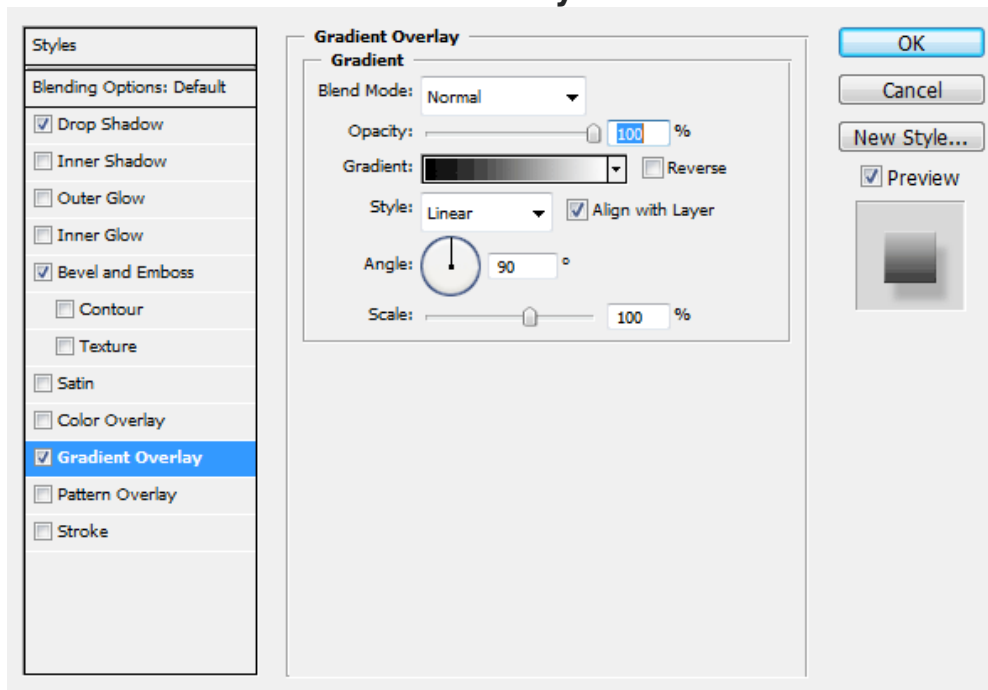 Styles
Blending Options: Default
Drop Shadow
Inner Shadow
Outer Glow
Inner Glow
Bevel and Emboss
Contour
Texture
Satin
Color Overlay
Gradient Overlay
Pattern Overlay
Stroke
Gradient Overlay
Gradient
Blend Mode: Normal
Opacity: 100 %
Gradient: Reverse
Style: Linear Align with Layer
Angle: 90 °
Scale: 100 %
OK
Cancel
New Style...
Preview